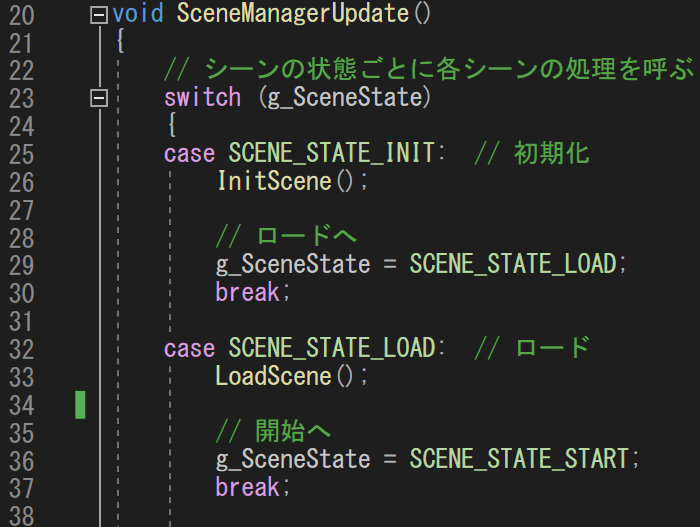 20 void SceneManagerUpdate()
21 {
22 // シーンの状態ごとに各シーンの処理を呼ぶ
23 switch (g_SceneState)
24 {
25 case SCENE_STATE_INIT: // 初期化
26 InitScene();
27
28 // ロードへ
29 g_SceneState = SCENE_STATE_LOAD;
30 break;
31
32 case SCENE_STATE_LOAD: // ロード
33 LoadScene();
34
35 // 開始へ
36 g_SceneState = SCENE_STATE_START;
37 break;
38